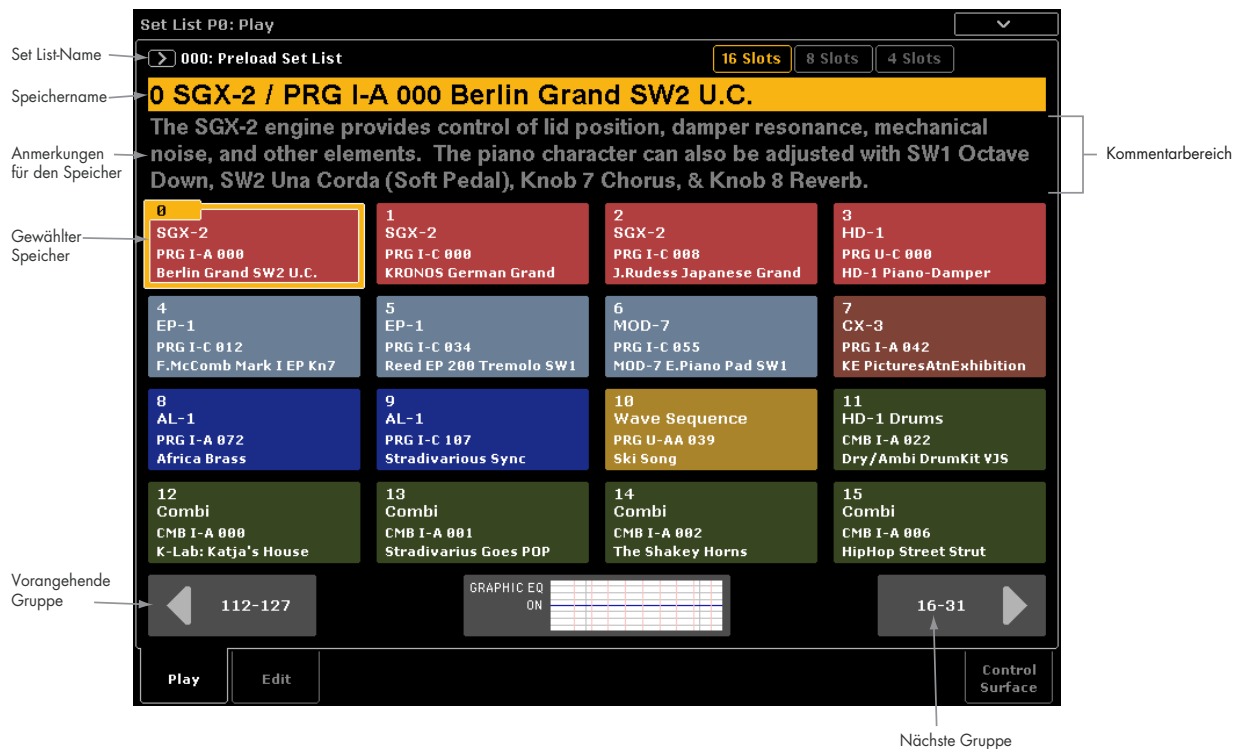 Set List P0: Play
Set List-Name
000: Preload Set List
16 Slots
8 Slots
4 Slots
Speichername
0 SGX-2 / PRG I-A 000 Berlin Grand SW2 U.C.
Anmerkungen
für den Speicher
The SGX-2 engine provides control of lid position, damper resonance, mechanical
noise, and other elements. The piano character can also be adjusted with SW1 Octave
Down, SW2 Una Corda (Soft Pedal), Knob 7 Chorus, & Knob 8 Reverb.
Kommentarbereich
Gewählter
Speicher
0
SGX-2
PRG I-A 000
Berlin Grand SW2 U.C.
1
SGX-2
PRG I-C 000
KRONOS German Grand
2
SGX-2
PRG I-C 008
J.Rudess Japanese Grand
3
HD-1
PRG U-C 000
HD-1 Piano-Damper
4
EP-1
PRG I-C 012
F.McComb Mark I EP Kn7
5
EP-1
PRG I-C 034
Reed EP 200 Tremolo SW1
6
MOD-7
PRG I-C 055
MOD-7 E.Piano Pad SW1
7
CX-3
PRG I-A 042
KE PicturesAtnExhibition
8
AL-1
PRG I-A 072
Africa Brass
9
AL-1
PRG I-C 107
Stradivarious Sync
10
Wave Sequence
PRG U-AA 039
Ski Song
11
HD-1 Drums
CMB I-A 022
Dry/Ambi DrumKit ¥JS
12
Combi
CMB I-A 000
K-Lab: Katja's House
13
Combi
CMB I-A 001
Stradivarius Goes POP
14
Combi
CMB I-A 002
The Shakey Horns
15
Combi
CMB I-A 006
HipHop Street Strut
Vorangehende
Gruppe
112-127
GRAPHIC EQ
ON
16-31
Play
Edit
Control
Surface
Nächste Gruppe